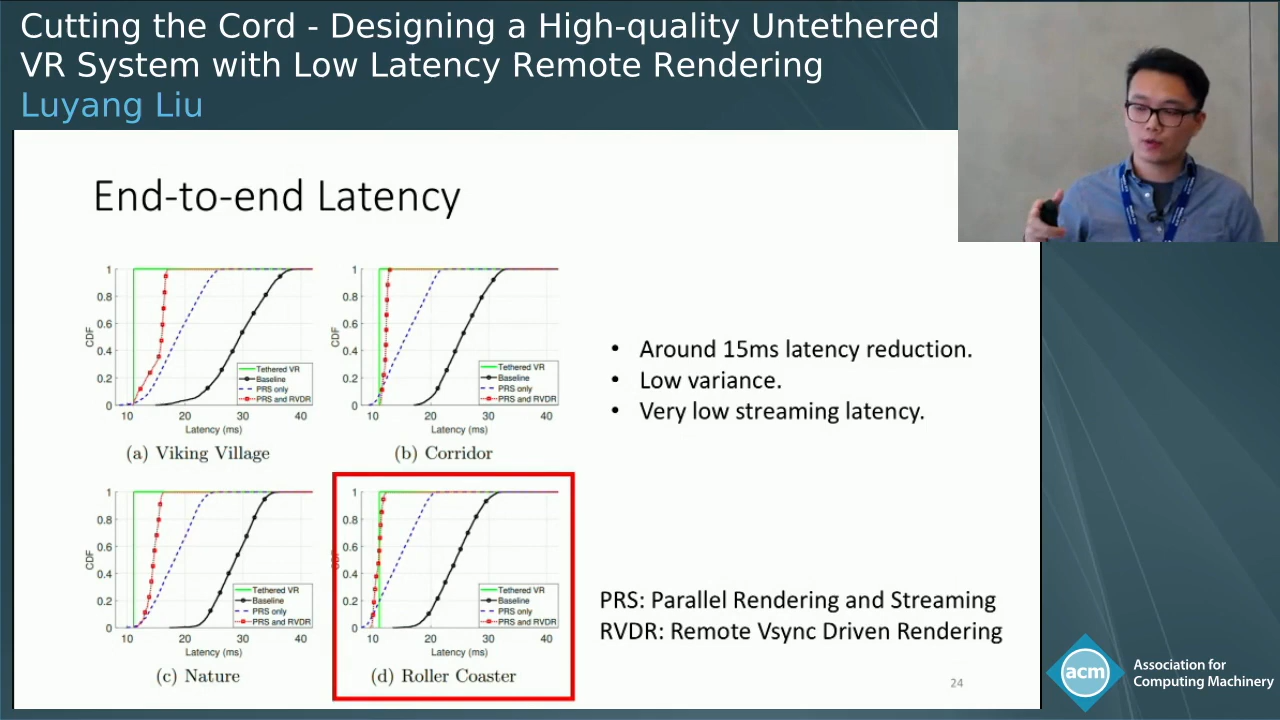 Cutting the Cord - Designing a High-quality Untethered
VR System with Low Latency Remote Rendering
Luyang Liu
End-to-end Latency
1
0.8
0.6
0.4
0.2
0
CDF
10 20 30 40
Latency (ms)
Tethered VR
Baseline
PRS only
PRS and RVDR
(a) Viking Village
1
0.8
0.6
0.4
0.2
0
CDF
10 20 30 40
Latency (ms)
Tethered VR
Baseline
PRS only
PRS and RVDR
(b) Corridor
• Around 15ms latency reduction.
• Low variance.
• Very low streaming latency.
1
0.8
0.6
0.4
0.2
0
CDF
10 20 30 40
Latency (ms)
Tethered VR
Baseline
PRS only
PRS and RVDR
(c) Nature
1
0.8
0.6
0.4
0.2
0
CDF
10 20 30 40
Latency (ms)
Tethered VR
Baseline
PRS only
PRS and RVDR
(d) Roller Coaster
PRS: Parallel Rendering and Streaming
RVDR: Remote Vsync Driven Rendering
24
acm
Association for
Computing Machinery